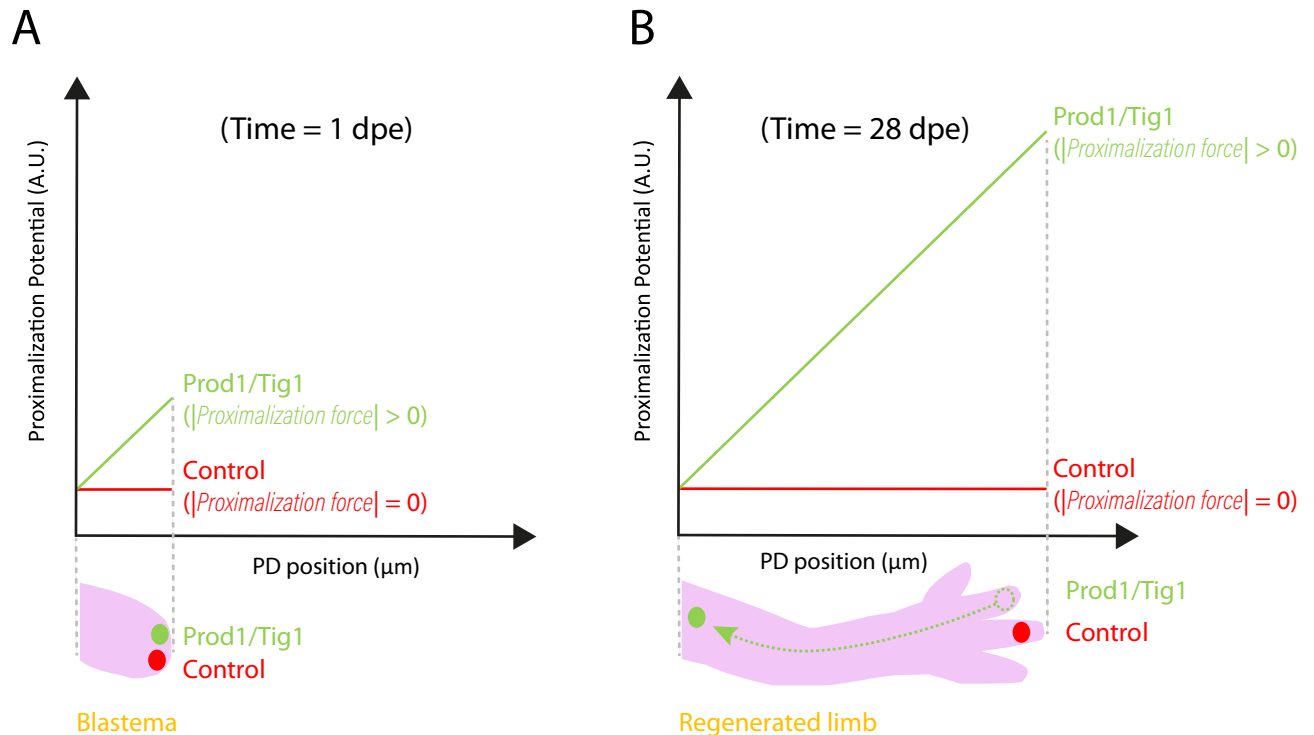 A
(Time = 1 dpe)
Proximalization Potential (A.U.)
Prod1/Tig1
(|Proximalization force| > 0)
Control
(|Proximalization force| = 0)
PD position (µm)
Prod1/Tig1
Control
Blastema
B
(Time = 28 dpe)
Proximalization Potential (A.U.)
Prod1/Tig1
(|Proximalization force| > 0)
Control
(|Proximalization force| = 0)
PD position (µm)
Prod1/Tig1
Control
Regenerated limb